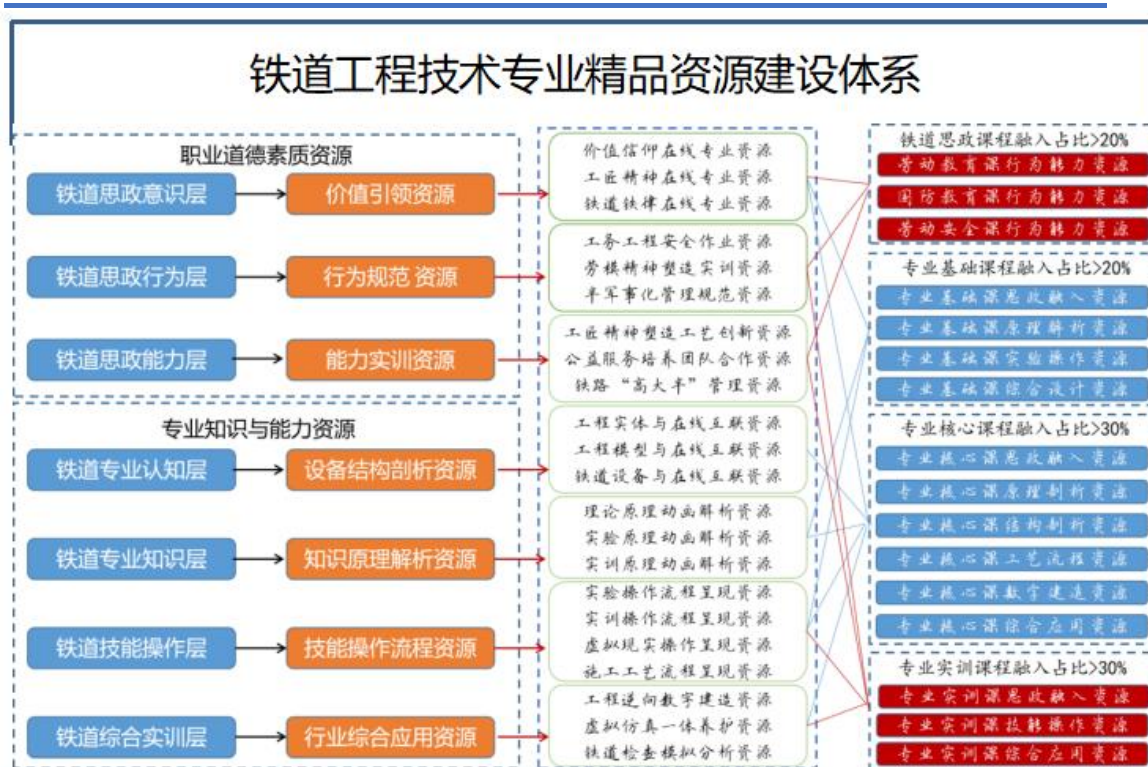 铁道工程技术专业精品资源建设体系
职业道德素质资源
铁道思政意识层
价值引领资源
铁道思政行为层
行为规范 资源
铁道思政能力层
能力实训资源
专业知识与能力资源
铁道专业认知层
设备结构剖析资源
铁道专业知识层
知识原理解析资源
铁道技能操作层
技能操作流程资源
铁道综合实训层
行业综合应用资源
价值信仰在线专业资源
工匠精神在线专业资源
铁道铁律在线专业资源
工务工程安全作业资源
劳模精神塑造实训资源
半军事化管理规范资源
工匠精神塑造工艺创新资源
公益服务培养团队合作资源
铁路“高大半”管理资源
工程实体与在线互联资源
工程模型与在线互联资源
铁道设备与在线互联资源
理论原理动画解析资源
实验原理动画解析资源
实训原理动画解析资源
实验操作流程呈现资源
实训操作流程呈现资源
虚拟现实操作呈现资源
施工工艺流程呈现资源
工程逆向数字建造资源
虚拟仿真一体养护资源
铁道检查模拟分析资源
铁道思政课程融入占比>20%
劳动教育课行为能力资源
国防教育课行为能力资源
劳动安全课行为能力资源
专业基础课程融入占比>20%
专业基础课思政融入资源
专业基础课原理解析资源
专业基础课实验操作资源
专业基础课综合设计资源
专业核心课程融入占比>30%
专业核心课思政融入资源
专业核心课原理剖析资源
专业核心课结构剖析资源
专业核心课工艺流程资源
专业核心课数字建造资源
专业核心课综合应用资源
专业实训课程融入占比>30%
专业实训课思政融入资源
专业实训课技能操作资源
专业实训课综合应用资源